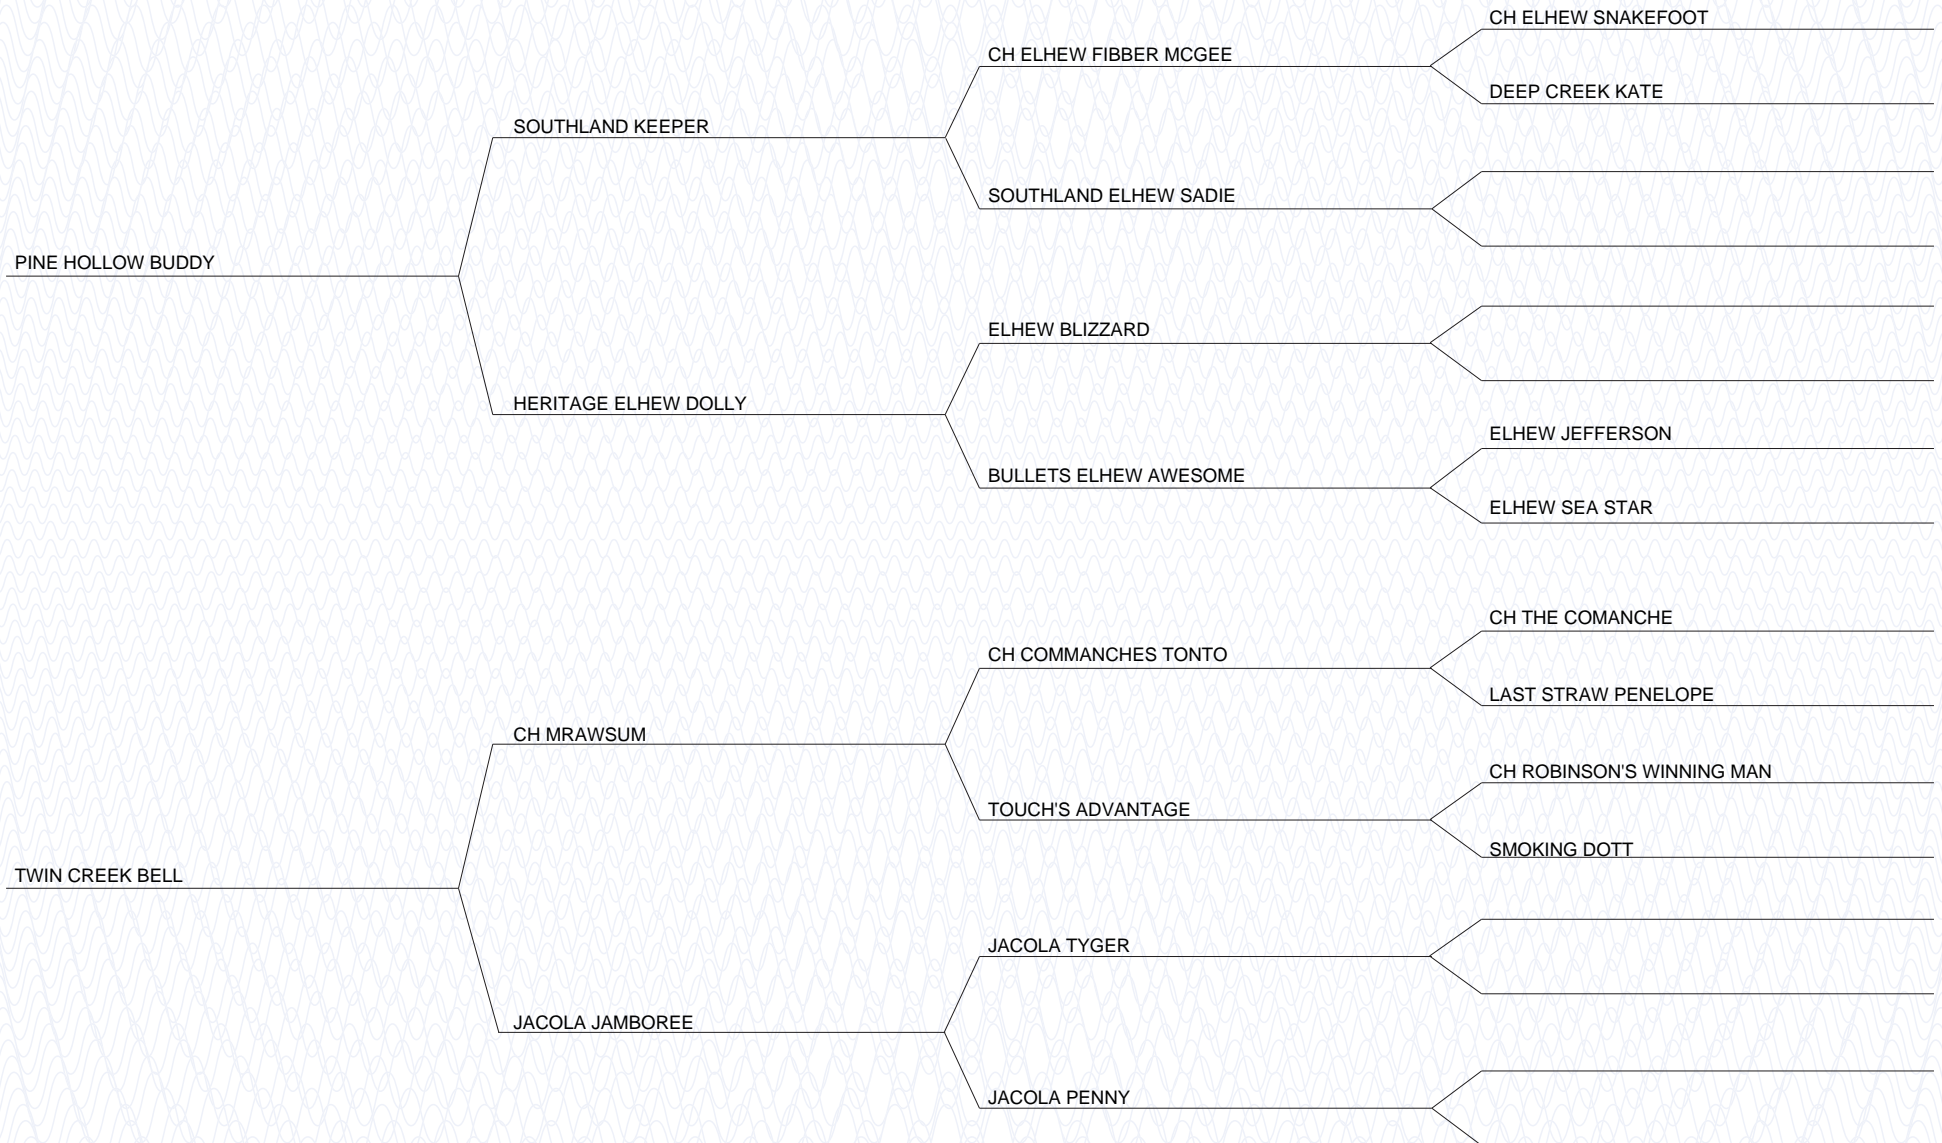 CH ELHEW SNAKEFOOT
CH ELHEW FIBBER MCGEE
DEEP CREEK KATE
SOUTHLAND KEEPER
SOUTHLAND ELHEW SADIE
PINE HOLLOW BUDDY
ELHEW BLIZZARD
HERITAGE ELHEW DOLLY
ELHEW JEFFERSON
BULLETS ELHEW AWESOME
ELHEW SEA STAR
CH THE COMANCHE
CH COMMANCHES TONTO
LAST STRAW PENELOPE
CH MRAWSUM
CH ROBINSON'S WINNING MAN
TOUCH'S ADVANTAGE
SMOKING DOTT
TWIN CREEK BELL
JACOLA TYGER
JACOLA JAMBOREE
JACOLA PENNY